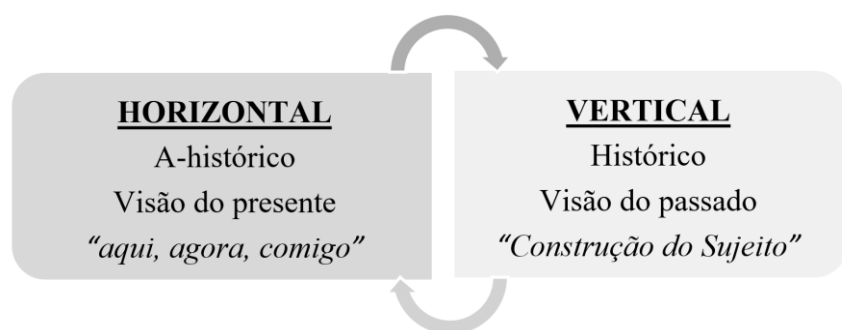 HORIZONTAL
A-histórico
Visão do presente
“aqui, agora, comigo”
VERTICAL
Histórico
Visão do passado
“Construção do Sujeito”